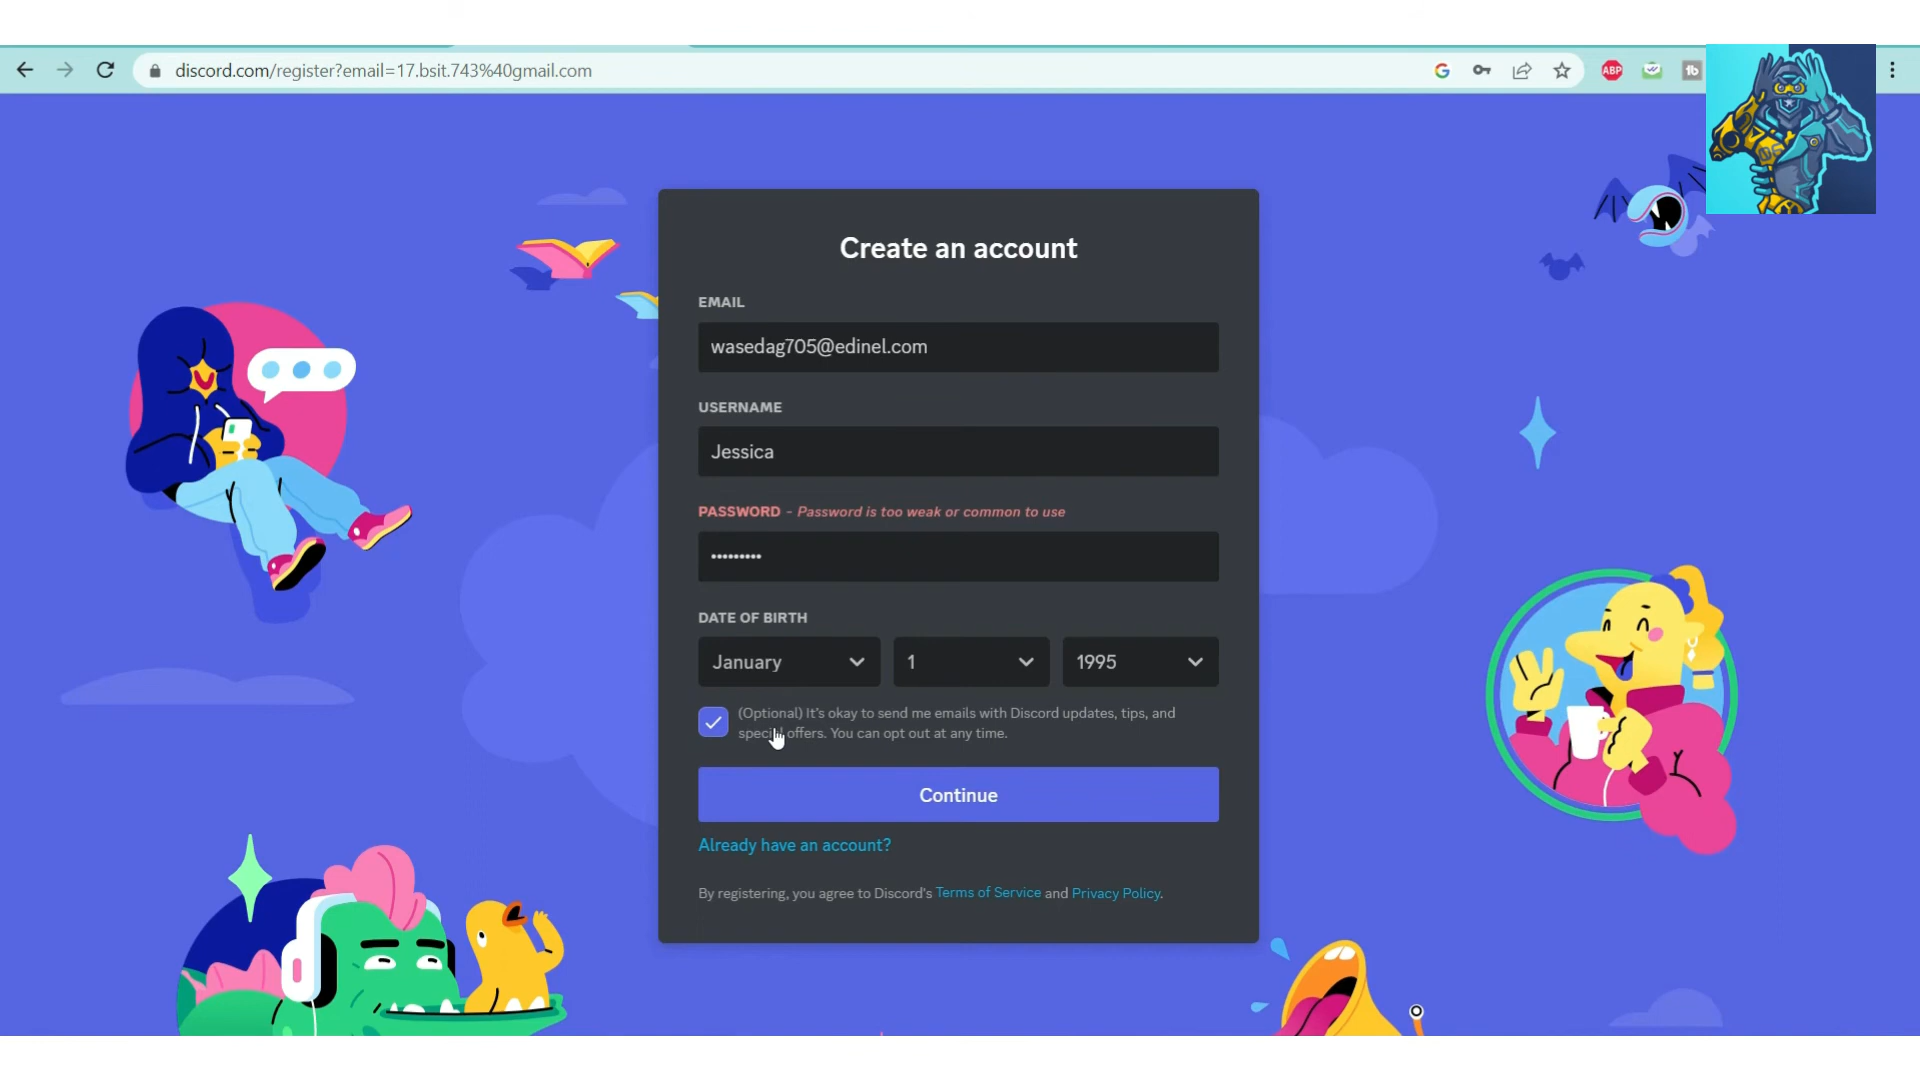 discord.com/register?email=17.bsit.743%40gmail.com
G
ABP
Create an account
EMAIL
wasedag705@edinel.com
USERNAME
Jessica
PASSWORD - Password is too weak or common to use
•••••••••
DATE OF BIRTH
January 1 1995
(Optional) It's okay to send me emails with Discord updates, tips, and
special offers. You can opt out at any time.
Continue
Already have an account?
By registering, you agree to Discord's Terms of Service and Privacy Policy.